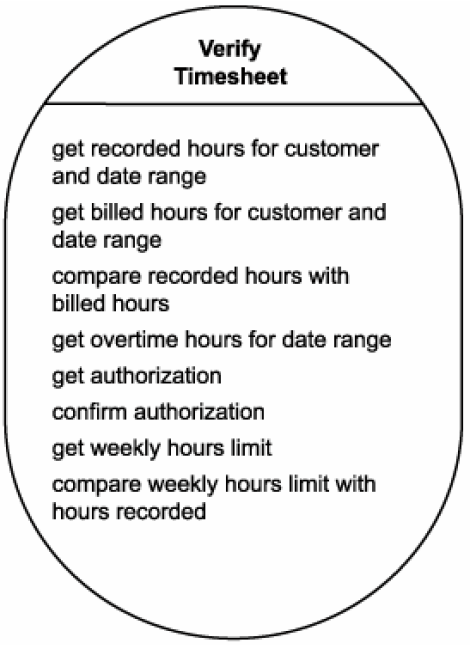 Verify
Timesheet
get recorded hours for customer
and date range
get billed hours for customer and
date range
compare recorded hours with
billed hours
get overtime hours for date range
get authorization
confirm authorization
get weekly hours limit
compare weekly hours limit with
hours recorded